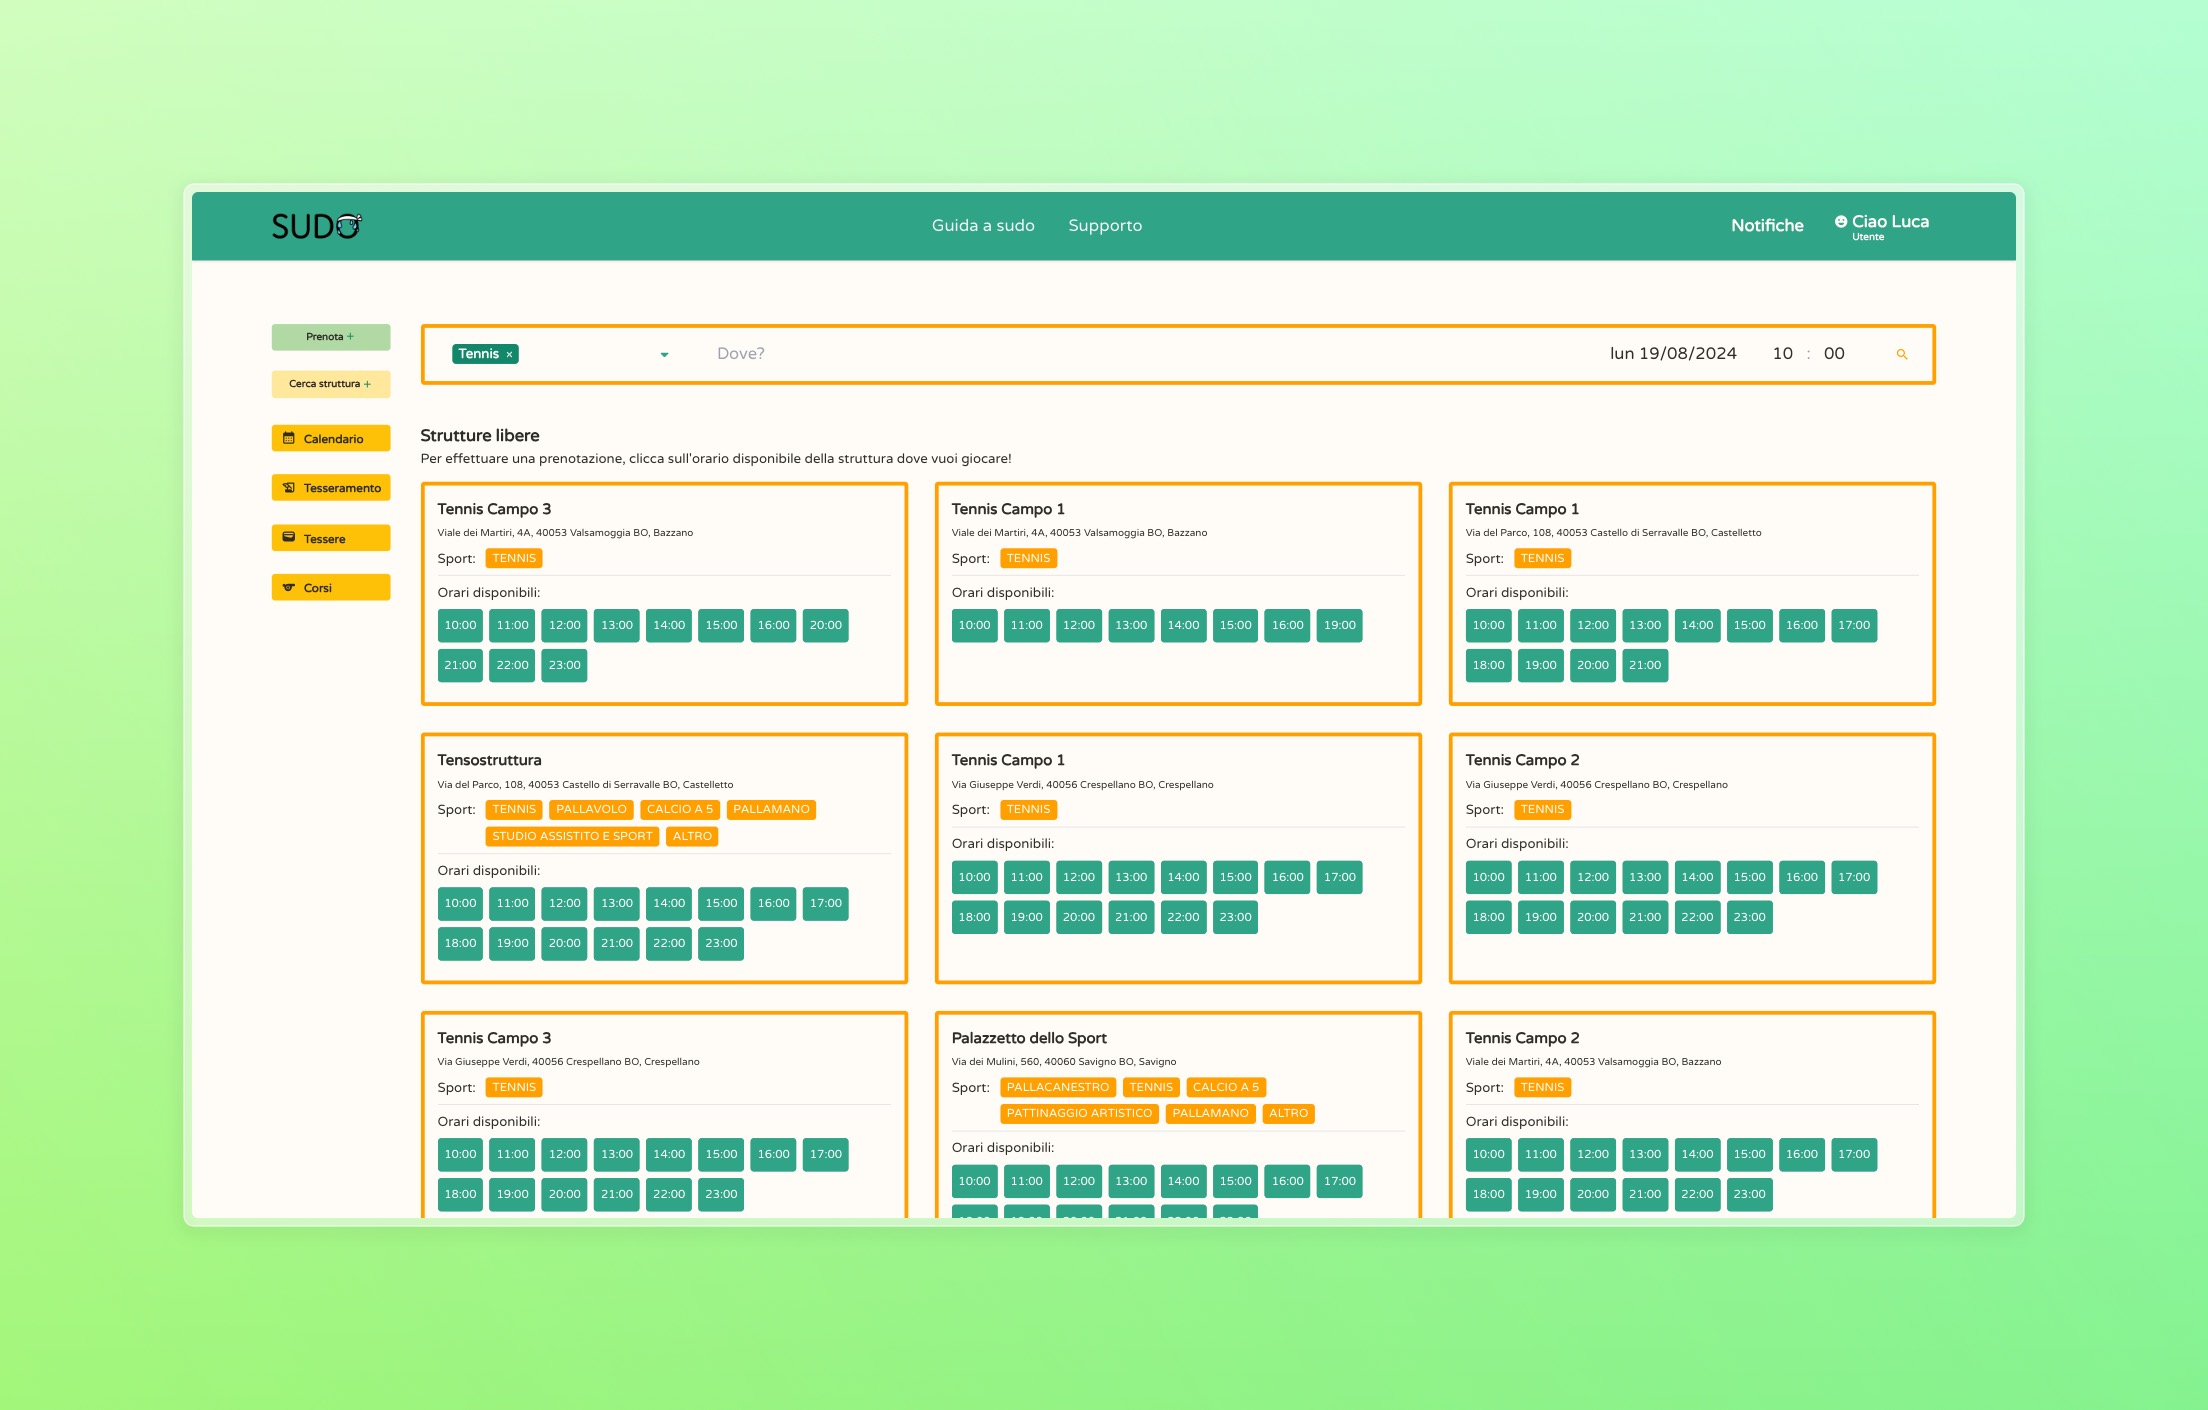 SUDO
Guida a sudo
Supporto
Notifiche
Ciao Luca
Utente
Prenota +
Cerca struttura +
Calendario
Tesseramento
Tessere
Corsi
Tennis ×
Dove?
lun 19/08/2024
10 : 00
Strutture libere
Per effettuare una prenotazione, clicca sull'orario disponibile della struttura dove vuoi giocare!
Tennis Campo 3
Viale dei Martiri, 4A, 40053 Valsamoggia BO, Bazzano
Sport: TENNIS
Orari disponibili:
10:00 11:00 12:00 13:00 14:00 15:00 16:00 20:00
21:00 22:00 23:00
Tennis Campo 1
Viale dei Martiri, 4A, 40053 Valsamoggia BO, Bazzano
Sport: TENNIS
Orari disponibili:
10:00 11:00 12:00 13:00 14:00 15:00 16:00 19:00
Tennis Campo 1
Via del Parco, 108, 40053 Castello di Serravalle BO, Castelletto
Sport: TENNIS
Orari disponibili:
10:00 11:00 12:00 13:00 14:00 15:00 16:00 17:00
18:00 19:00 20:00 21:00
Tensostruttura
Via del Parco, 108, 40053 Castello di Serravalle BO, Castelletto
Sport: TENNIS PALLAVOLO CALCIO A 5 PALLAMANO
STUDIO ASSISTITO E SPORT ALTRO
Orari disponibili:
10:00 11:00 12:00 13:00 14:00 15:00 16:00 17:00
18:00 19:00 20:00 21:00 22:00 23:00
Tennis Campo 1
Via Giuseppe Verdi, 40056 Crespellano BO, Crespellano
Sport: TENNIS
Orari disponibili:
10:00 11:00 12:00 13:00 14:00 15:00 16:00 17:00
18:00 19:00 20:00 21:00 22:00 23:00
Tennis Campo 2
Via Giuseppe Verdi, 40056 Crespellano BO, Crespellano
Sport: TENNIS
Orari disponibili:
10:00 11:00 12:00 13:00 14:00 15:00 16:00 17:00
18:00 19:00 20:00 21:00 22:00 23:00
Tennis Campo 3
Via Giuseppe Verdi, 40056 Crespellano BO, Crespellano
Sport: TENNIS
Orari disponibili:
10:00 11:00 12:00 13:00 14:00 15:00 16:00 17:00
18:00 19:00 20:00 21:00 22:00 23:00
Palazzetto dello Sport
Via dei Mulini, 560, 40060 Savigno BO, Savigno
Sport: PALLACANESTRO TENNIS CALCIO A 5
PATTINAGGIO ARTISTICO PALLAMANO ALTRO
Orari disponibili:
10:00 11:00 12:00 13:00 14:00 15:00 16:00 17:00
Tennis Campo 2
Viale dei Martiri, 4A, 40053 Valsamoggia BO, Bazzano
Sport: TENNIS
Orari disponibili:
10:00 11:00 12:00 13:00 14:00 15:00 16:00 17:00
18:00 19:00 20:00 21:00 22:00 23:00